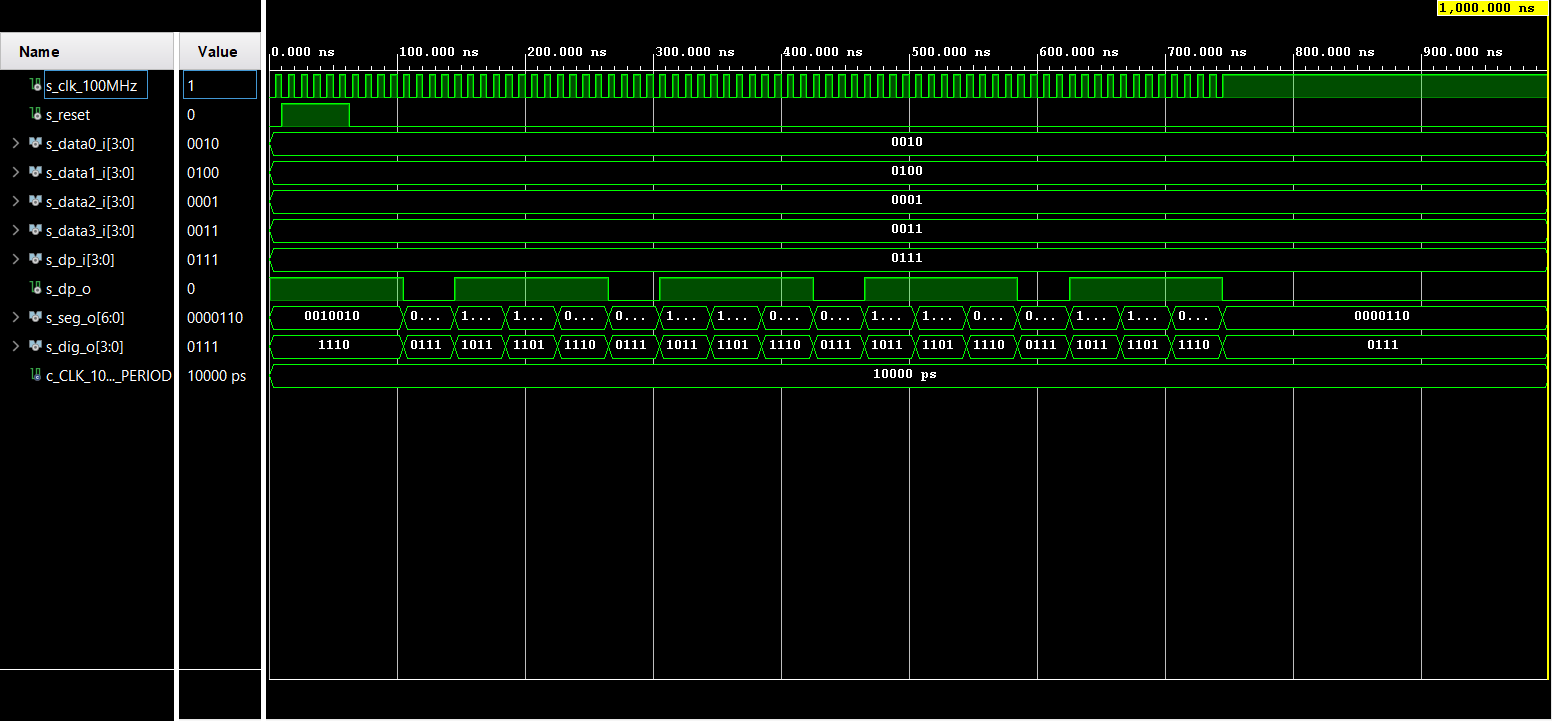 1,000.000 ns
Name Value 0.000 ns 100.000 ns 200.000 ns 300.000 ns 400.000 ns 500.000 ns 600.000 ns 700.000 ns 800.000 ns 900.000 ns
s_clk_100MHz 1
s_reset 0
s_data0_i[3:0] 0010 0010
s_data1_i[3:0] 0100 0100
s_data2_i[3:0] 0001 0001
s_data3_i[3:0] 0011 0011
s_dp_i[3:0] 0111 0111
s_dp_o 0
s_seg_o[6:0] 0000110 0010010 0... 1... 1... 0... 0... 1... 1... 0... 0... 1... 1... 0... 0... 1... 1... 0... 0000110
s_dig_o[3:0] 0111 1110 0111 1011 1101 1110 0111 1011 1101 1110 0111 1011 1101 1110 0111 1011 1101 1110 0111
c_CLK_10..._PERIOD 10000 ps 10000 ps